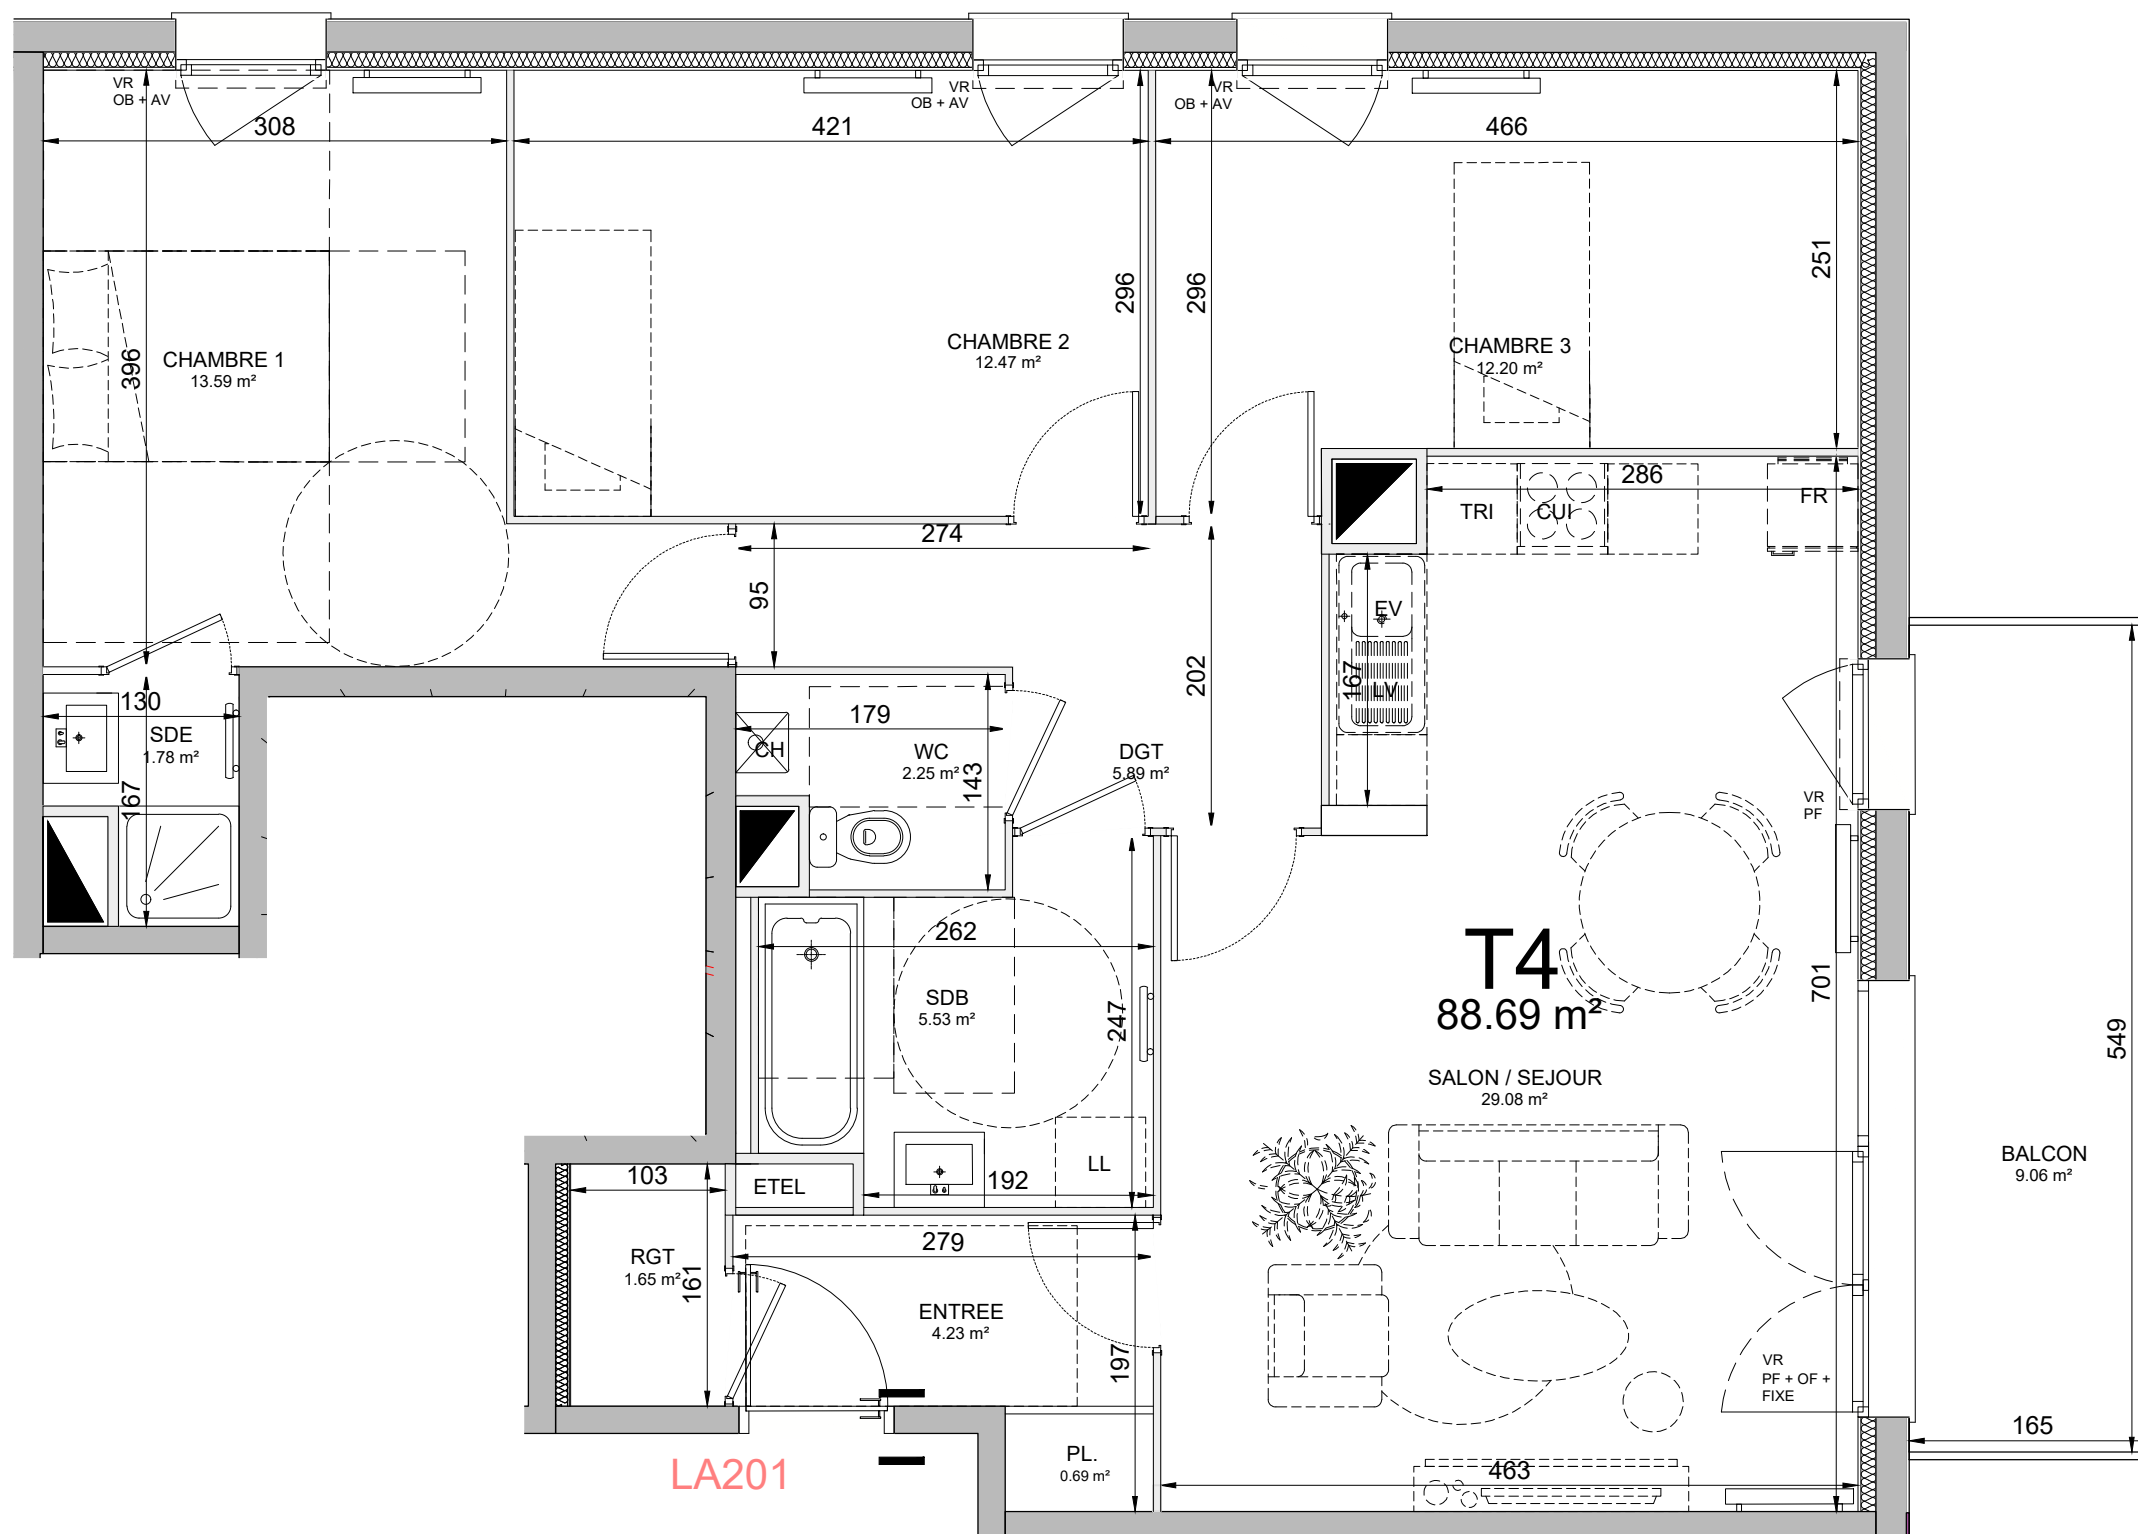 VR
OB + AV
VR
OB + AV
VR
OB + AV
308
421
466
396
296
296
251
CHAMBRE 1
13.59 m²
CHAMBRE 2
12.47 m²
CHAMBRE 3
12.20 m²
286
TRI
CUI
FR
274
95
202
EV
167
LV
130
SDE
1.78 m²
167
179
CH
WC
2.25 m²
143
DGT
5.89 m²
VR
PF
262
SDB
5.53 m²
247
T4
88.69 m²
701
549
SALON / SEJOUR
29.08 m²
BALCON
9.06 m²
103
ETEL
192
LL
RGT
1.65 m²
161
279
ENTREE
4.23 m²
197
VR
PF + OF +
FIXE
165
PL.
0.69 m²
463
LA201